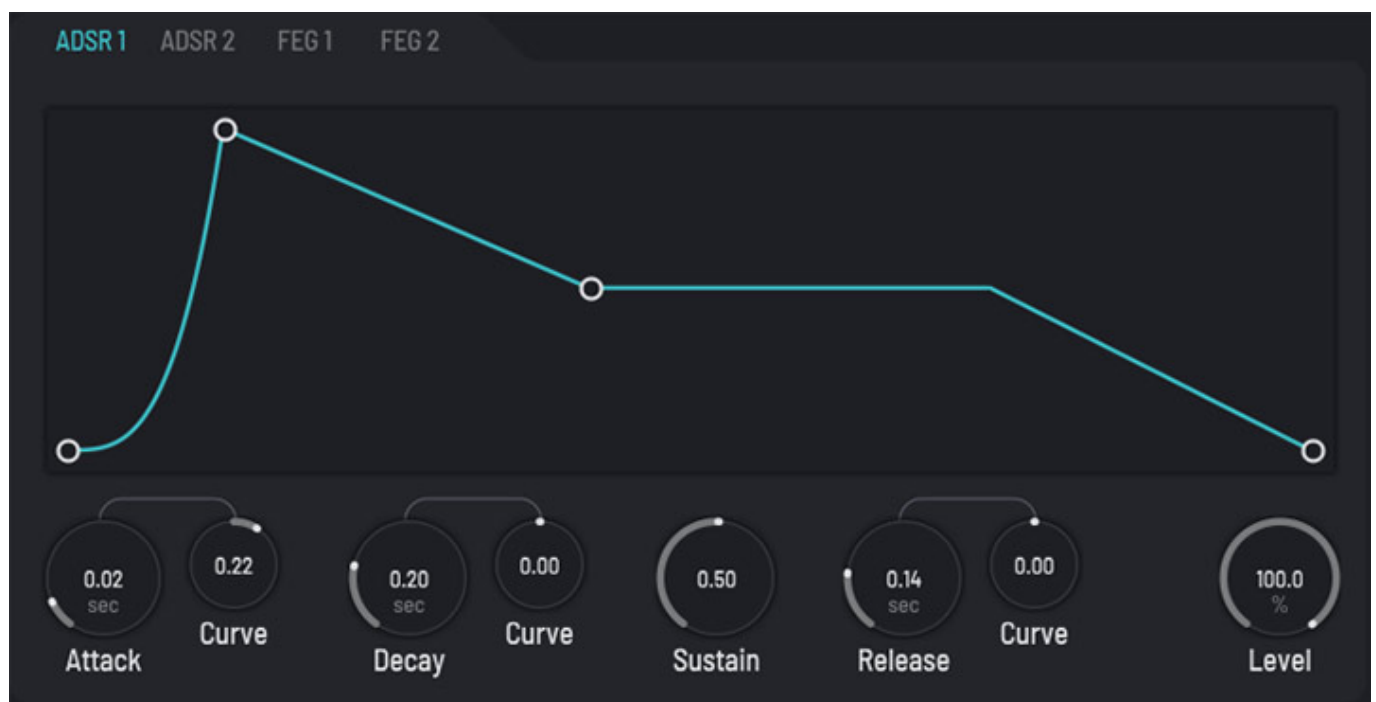 ADSR 1 ADSR 2 FEG 1 FEG 2
0.02 0.22 0.20 0.00 0.50 0.14 0.00 100.0
sec sec sec %
Curve Curve Curve
Attack Decay Sustain Release Level